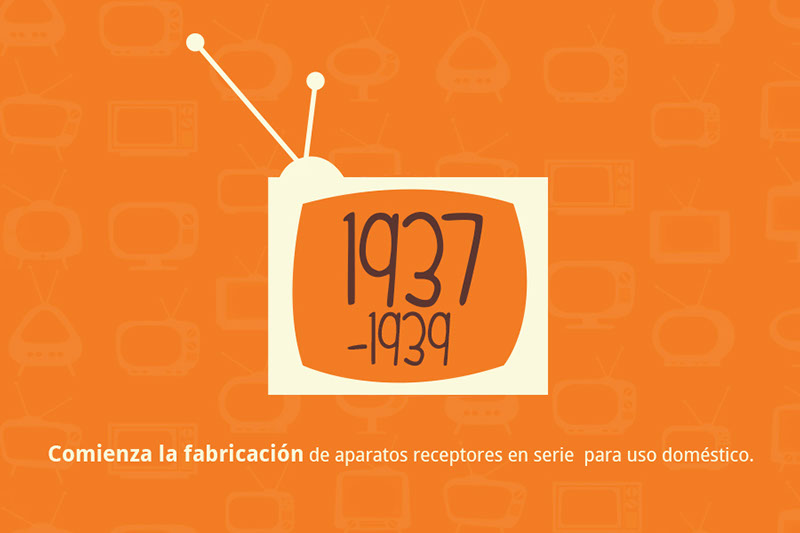 1937
-1939
Comienza la fabricación de aparatos receptores en serie para uso doméstico.